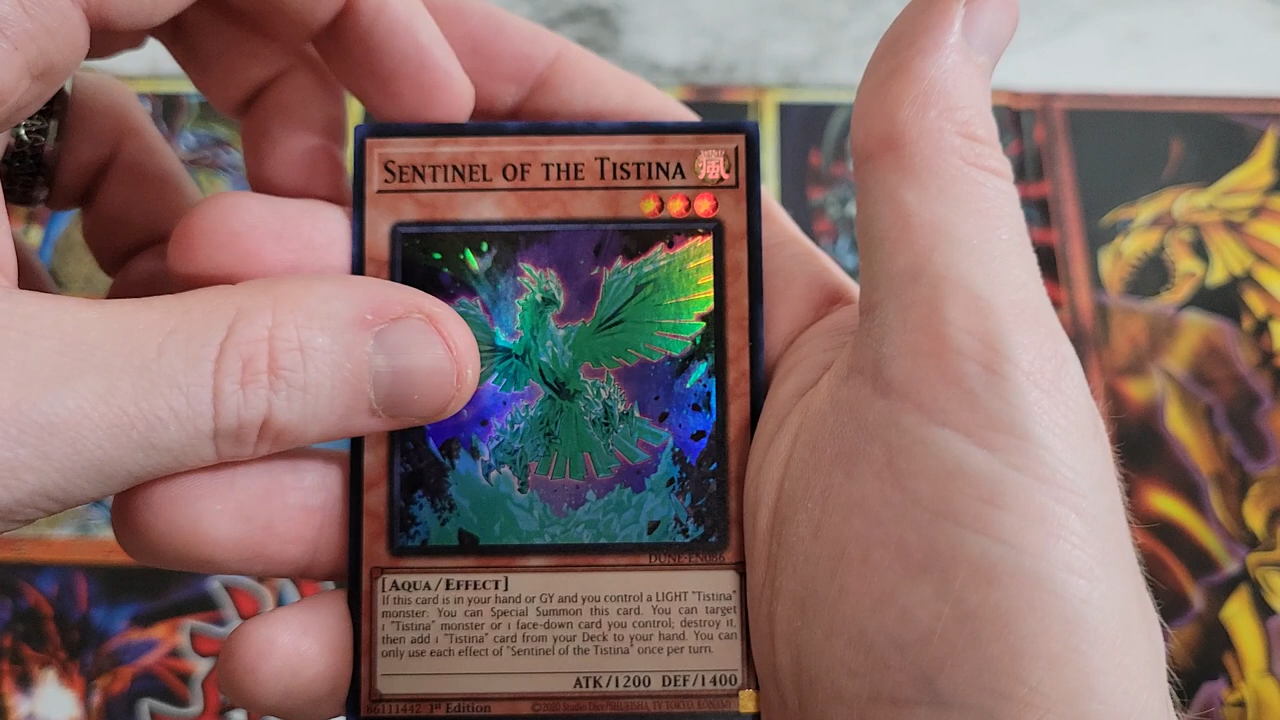 SENTINEL OF THE TISTINA
風
DUNE-EN086
[AQUA/EFFECT]
If this card is in your hand or GY and you control a LIGHT "Tistina"
monster: You can Special Summon this card. You can target
1 "Tistina" monster or 1 face-down card you control; destroy it,
then add 1 "Tistina" card from your Deck to your hand. You can
only use each effect of "Sentinel of the Tistina" once per turn.
ATK/1200 DEF/1400
86111442 1st Edition ©2020 Studio Dice/SHUEISHA, TV TOKYO, KONAMI